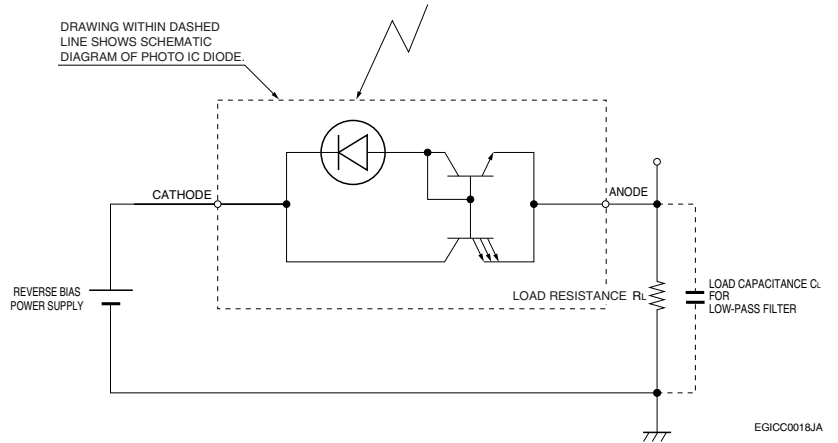 DRAWING WITHIN DASHED
LINE SHOWS SCHEMATIC
DIAGRAM OF PHOTO IC DIODE.
CATHODE
ANODE
REVERSE BIAS
POWER SUPPLY
LOAD RESISTANCE RL
LOAD CAPACITANCE CL
FOR
LOW-PASS FILTER
EGICC0018JA